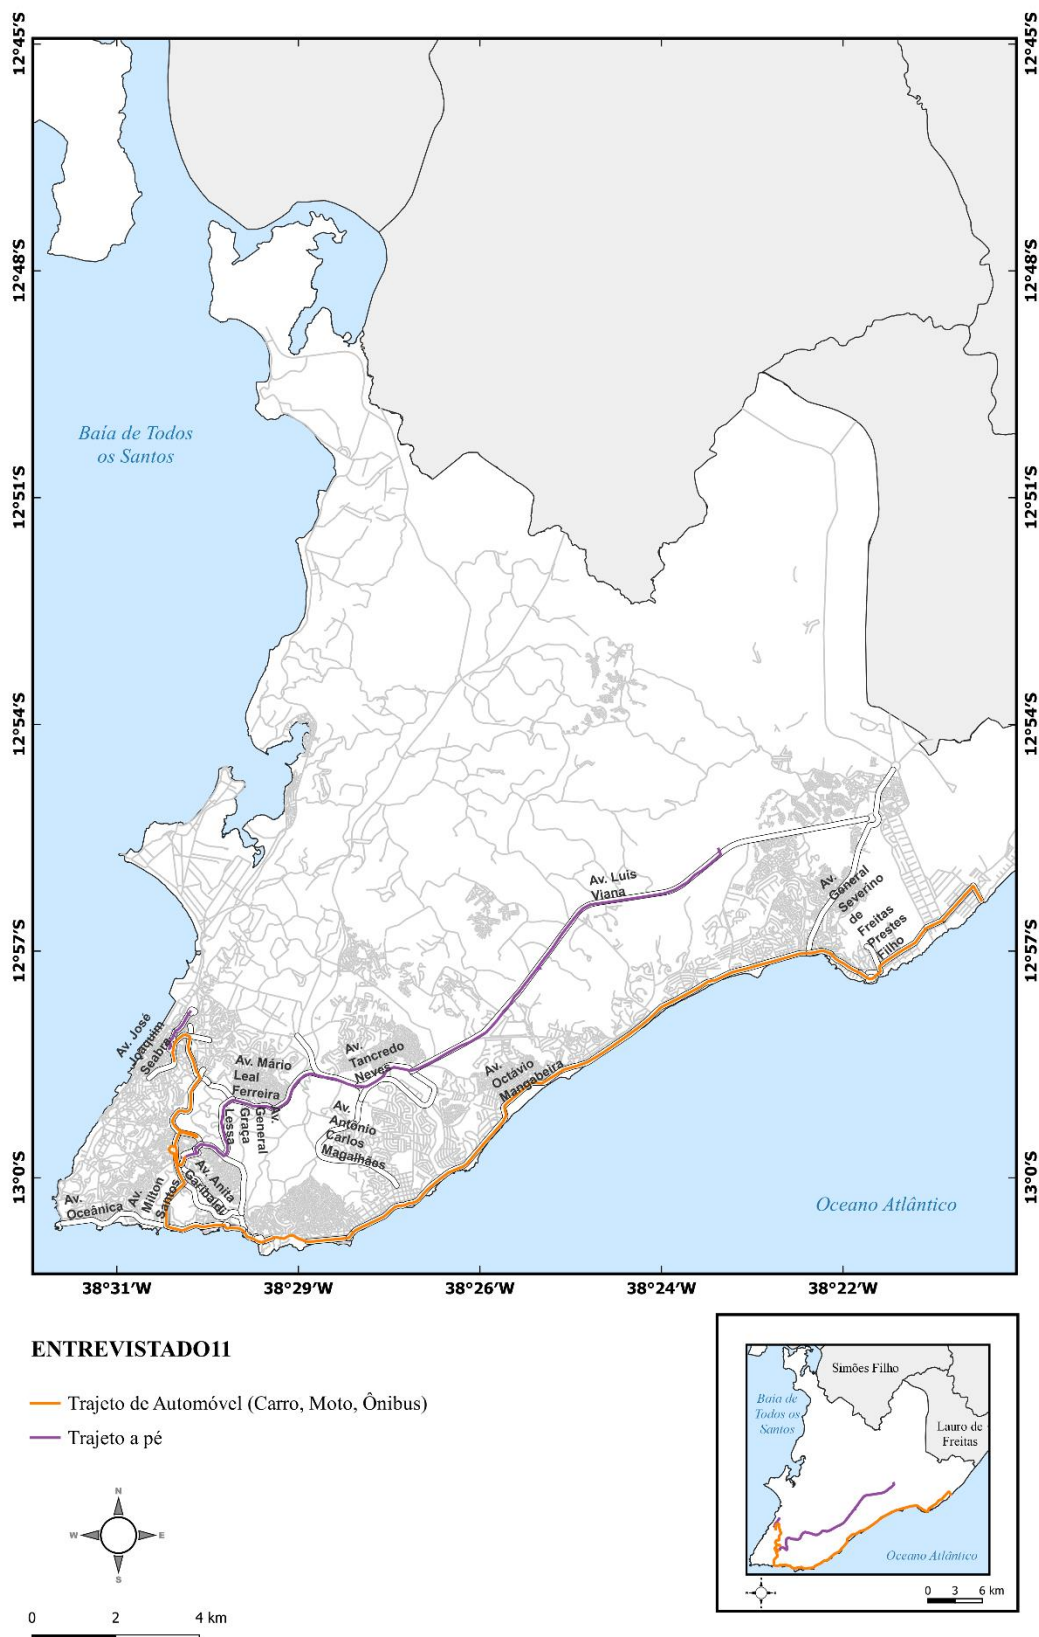 12°45'S
12°45'S
12°48'S
12°48'S
Baía de Todos
os Santos
12°51'S
12°51'S
12°54'S
12°54'S
Av. Luis
Viana
Av.
General
Severino
de
Freitas
Prestes
Filho
12°57'S
12°57'S
Av. José
Joaquim
Seabra
Av. Mário
Leal
Ferreira
Av.
Tancredo
Neves
Av.
Octávio
Mangabeira
Av.
General
Graça
Lessa
Av.
Antônio
Carlos
Magalhães
Av. Anita
Garibaldi
Av.
Milton
Santos
Av.
Oceânica
13°0'S
13°0'S
Oceano Atlântico
38°31'W
38°29'W
38°26'W
38°24'W
38°22'W
ENTREVISTADO11
Trajeto de Automóvel (Carro, Moto, Ônibus)
Trajeto a pé
N
W
E
S
0 2 4 km
Simões Filho
Baía de
Todos os
Santos
Lauro de
Freitas
Oceano Atlântico
0 3 6 km